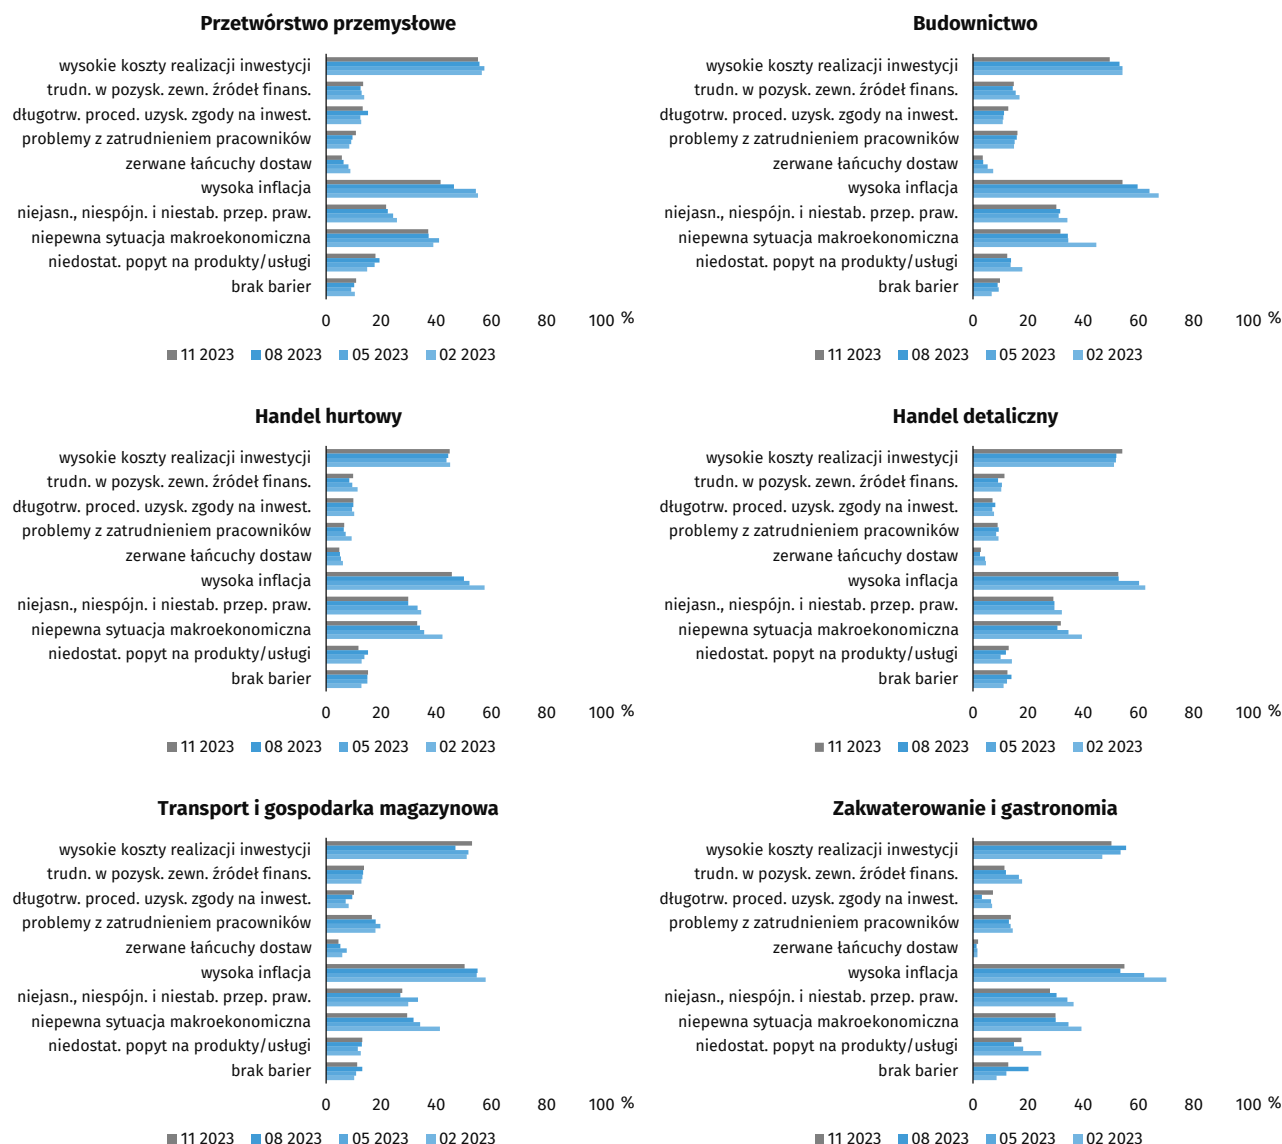 Przetwórstwo przemysłowe
wysokie koszty realizacji inwestycji
trudn. w pozysk. zewn. źródeł finans.
długotrw. proced. uzysk. zgody na inwest.
problemy z zatrudnieniem pracowników
zerwane łańcuchy dostaw
wysoka inflacja
niejasn., niespójn. i niestab. przep. praw.
niepewna sytuacja makroekonomiczna
niedostat. popyt na produkty/usługi
brak barier
0 20 40 60 80 100 %
11 2023 08 2023 05 2023 02 2023
Budownictwo
wysokie koszty realizacji inwestycji
trudn. w pozysk. zewn. źródeł finans.
długotrw. proced. uzysk. zgody na inwest.
problemy z zatrudnieniem pracowników
zerwane łańcuchy dostaw
wysoka inflacja
niejasn., niespójn. i niestab. przep. praw.
niepewna sytuacja makroekonomiczna
niedostat. popyt na produkty/usługi
brak barier
0 20 40 60 80 100 %
11 2023 08 2023 05 2023 02 2023
Handel hurtowy
wysokie koszty realizacji inwestycji
trudn. w pozysk. zewn. źródeł finans.
długotrw. proced. uzysk. zgody na inwest.
problemy z zatrudnieniem pracowników
zerwane łańcuchy dostaw
wysoka inflacja
niejasn., niespójn. i niestab. przep. praw.
niepewna sytuacja makroekonomiczna
niedostat. popyt na produkty/usługi
brak barier
0 20 40 60 80 100 %
11 2023 08 2023 05 2023 02 2023
Handel detaliczny
wysokie koszty realizacji inwestycji
trudn. w pozysk. zewn. źródeł finans.
długotrw. proced. uzysk. zgody na inwest.
problemy z zatrudnieniem pracowników
zerwane łańcuchy dostaw
wysoka inflacja
niejasn., niespójn. i niestab. przep. praw.
niepewna sytuacja makroekonomiczna
niedostat. popyt na produkty/usługi
brak barier
0 20 40 60 80 100 %
11 2023 08 2023 05 2023 02 2023
Transport i gospodarka magazynowa
wysokie koszty realizacji inwestycji
trudn. w pozysk. zewn. źródeł finans.
długotrw. proced. uzysk. zgody na inwest.
problemy z zatrudnieniem pracowników
zerwane łańcuchy dostaw
wysoka inflacja
niejasn., niespójn. i niestab. przep. praw.
niepewna sytuacja makroekonomiczna
niedostat. popyt na produkty/usługi
brak barier
0 20 40 60 80 100 %
11 2023 08 2023 05 2023 02 2023
Zakwaterowanie i gastronomia
wysokie koszty realizacji inwestycji
trudn. w pozysk. zewn. źródeł finans.
długotrw. proced. uzysk. zgody na inwest.
problemy z zatrudnieniem pracowników
zerwane łańcuchy dostaw
wysoka inflacja
niejasn., niespójn. i niestab. przep. praw.
niepewna sytuacja makroekonomiczna
niedostat. popyt na produkty/usługi
brak barier
0 20 40 60 80 100 %
11 2023 08 2023 05 2023 02 2023